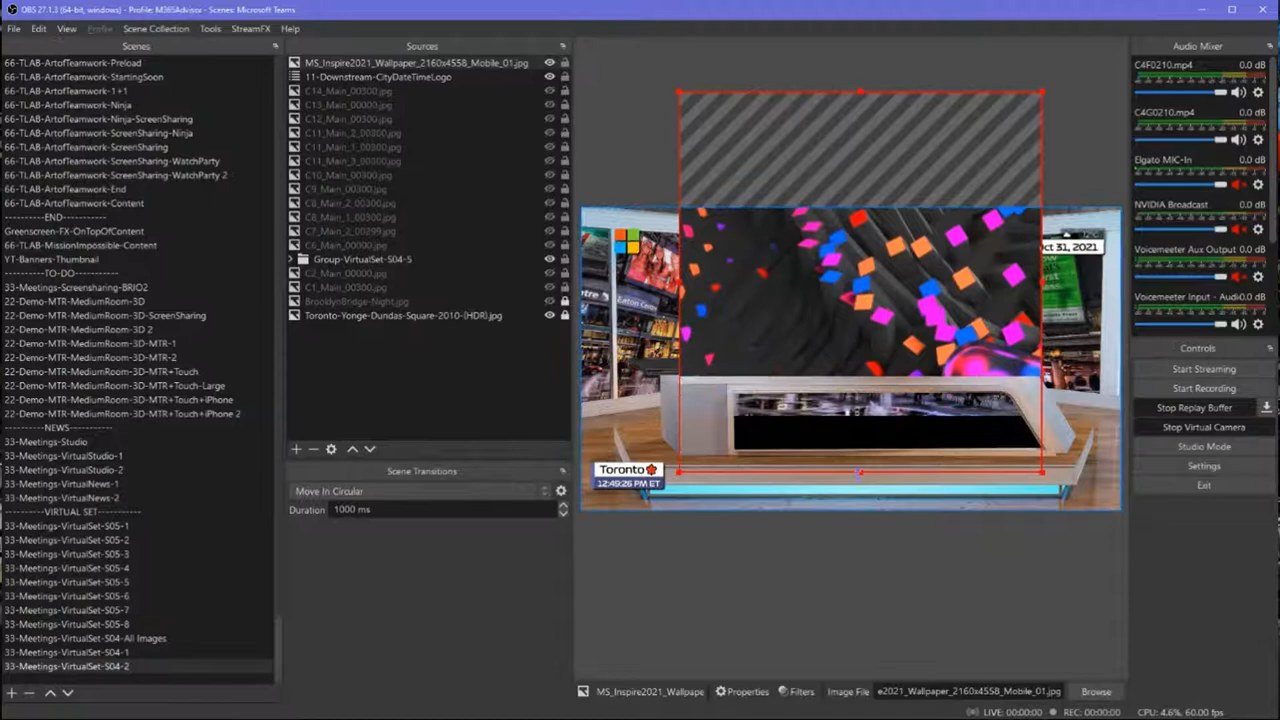 OBS 27.1.3 (64-bit, windows) - Profile: M365Advisor - Scenes: Microsoft Teams
File Edit View Profile Scene Collection Tools StreamFX Help
Scenes
66-TLAB-ArtofTeamwork-Preload
66-TLAB-ArtofTeamwork-StartingSoon
66-TLAB-ArtofTeamwork-1+1
66-TLAB-ArtofTeamwork-Ninja
66-TLAB-ArtofTeamwork-Ninja-ScreenSharing
66-TLAB-ArtofTeamwork-ScreenSharing-Ninja
66-TLAB-ArtofTeamwork-ScreenSharing
66-TLAB-ArtofTeamwork-ScreenSharing-WatchParty
66-TLAB-ArtofTeamwork-ScreenSharing-WatchParty 2
66-TLAB-ArtofTeamwork-End
66-TLAB-ArtofTeamwork-Content
----------END----------
Greenscreen-FX-OnTopOfContent
66-TLAB-MissionImpossible-Content
YT-Banners-Thumbnail
----------TO-DO----------
33-Meetings-Screensharing-BRIO2
22-Demo-MTR-MediumRoom-3D
22-Demo-MTR-MediumRoom-3D-ScreenSharing
22-Demo-MTR-MediumRoom-3D 2
22-Demo-MTR-MediumRoom-3D-MTR-1
22-Demo-MTR-MediumRoom-3D-MTR-2
22-Demo-MTR-MediumRoom-3D-MTR+Touch
22-Demo-MTR-MediumRoom-3D-MTR+Touch-Large
22-Demo-MTR-MediumRoom-3D-MTR+Touch+iPhone
22-Demo-MTR-MediumRoom-3D-MTR+Touch+iPhone 2
----------NEWS----------
33-Meetings-Studio
33-Meetings-VirtualStudio-1
33-Meetings-VirtualStudio-2
33-Meetings-VirtualNews-1
33-Meetings-VirtualNews-2
----------VIRTUAL SET----------
33-Meetings-VirtualSet-S05-1
33-Meetings-VirtualSet-S05-2
33-Meetings-VirtualSet-S05-3
33-Meetings-VirtualSet-S05-4
33-Meetings-VirtualSet-S05-5
33-Meetings-VirtualSet-S05-6
33-Meetings-VirtualSet-S05-7
33-Meetings-VirtualSet-S05-8
33-Meetings-VirtualSet-S04-All Images
33-Meetings-VirtualSet-S04-1
33-Meetings-VirtualSet-S04-2
Sources
MS_Inspire2021_Wallpaper_2160x4558_Mobile_01.jpg
11-Downstream-CityDateTimeLogo
C14_Main_00300.jpg
C13_Main_00000.jpg
C12_Main_00300.jpg
C11_Main_2_00300.jpg
C11_Main_1_00300.jpg
C11_Main_3_00300.jpg
C10_Main_00300.jpg
C9_Main_00300.jpg
C8_Main_2_00300.jpg
C8_Main_1_00300.jpg
C7_Main_2_00299.jpg
C6_Main_00000.jpg
Group-VirtualSet-S04-5
C2_Main_00000.jpg
C1_Main_00300.jpg
BrooklynBridge-Night.jpg
Toronto-Yonge-Dundas-Square-2010-(HDR).jpg
Scene Transitions
Move In Circular
Duration 1000 ms
ct 31, 2021
Toronto
12:49:26 PM ET
MS_Inspire2021_Wallpape Properties Filters Image File e2021_Wallpaper_2160x4558_Mobile_01.jpg Browse
Audio Mixer
C4F0210.mp4 0.0 dB
C4G0210.mp4 0.0 dB
Elgato MIC-In 0.0 dB
NVIDIA Broadcast 0.0 dB
Voicemeeter Aux Output 0.0 dB
Voicemeeter Input - Audi 0.0 dB
Controls
Start Streaming
Start Recording
Stop Replay Buffer
Stop Virtual Camera
Studio Mode
Settings
Exit
LIVE: 00:00:00 REC: 00:00:00 CPU: 4.6%, 60.00 fps